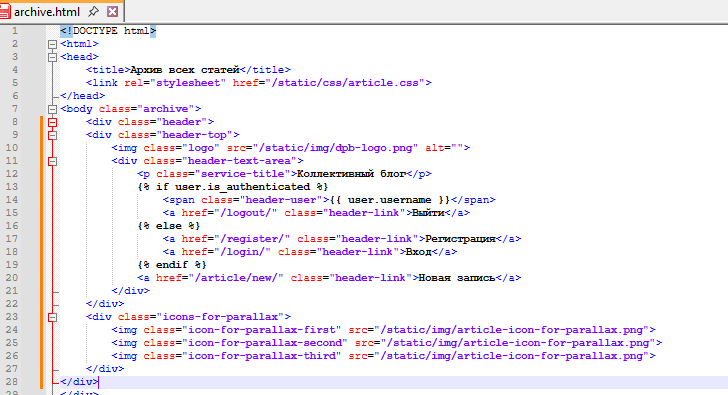 archive.html
1 <!DOCTYPE html>
2 <html>
3 <head>
4 <title>Архив всех статей</title>
5 <link rel="stylesheet" href="/static/css/article.css">
6 </head>
7 <body class="archive">
8 <div class="header">
9 <div class="header-top">
10 <img class="logo" src="/static/img/dpb-logo.png" alt="">
11 <div class="header-text-area">
12 <p class="service-title">Коллективный блог</p>
13 {% if user.is_authenticated %}
14 <span class="header-user">{{ user.username }}</span>
15 <a href="/logout/" class="header-link">Выйти</a>
16 {% else %}
17 <a href="/register/" class="header-link">Регистрация</a>
18 <a href="/login/" class="header-link">Вход</a>
19 {% endif %}
20 <a href="/article/new/" class="header-link">Новая запись</a>
21 </div>
22 </div>
23 <div class="icons-for-parallax">
24 <img class="icon-for-parallax-first" src="/static/img/article-icon-for-parallax.png">
25 <img class="icon-for-parallax-second" src="/static/img/article-icon-for-parallax.png">
26 <img class="icon-for-parallax-third" src="/static/img/article-icon-for-parallax.png">
27 </div>
28 </div>
29 </div>